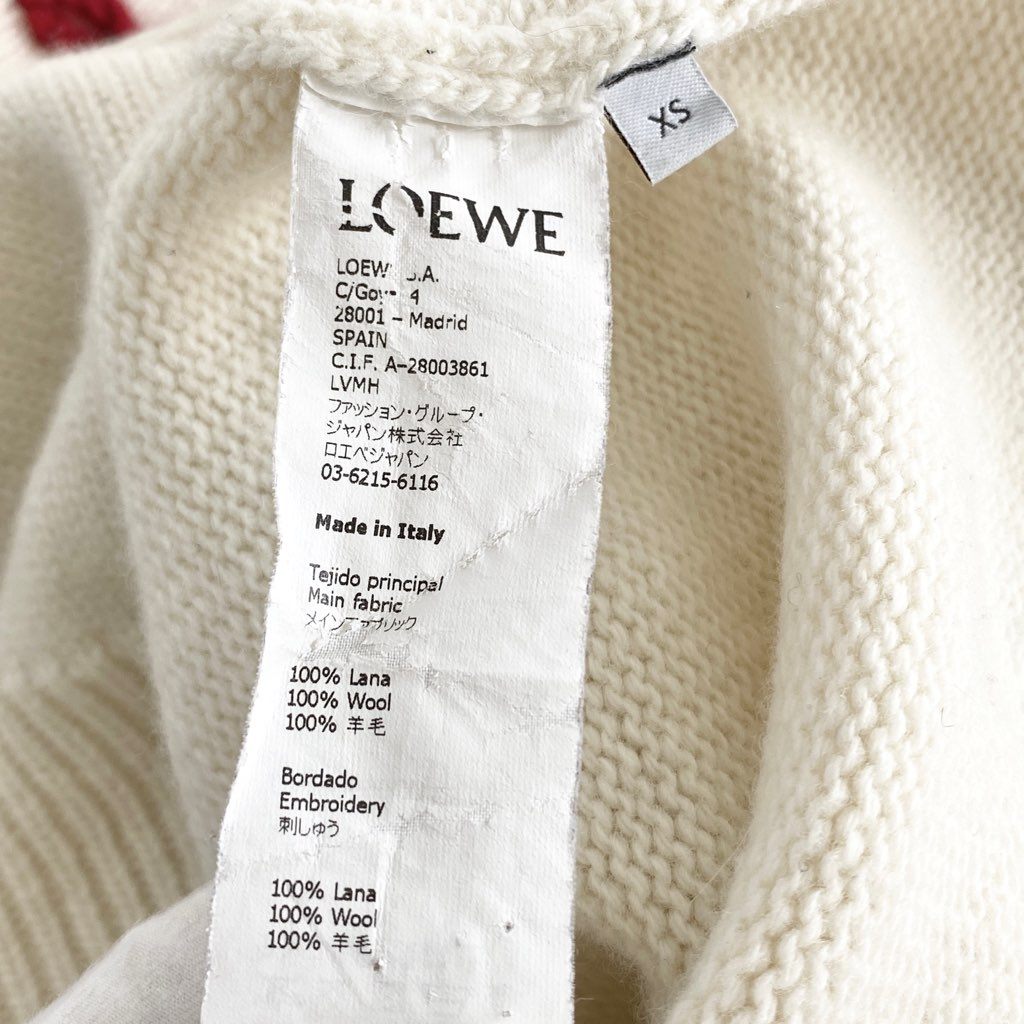 XS
LOEWE
LOEWE S.A.
C/Goya 4
28001 – Madrid
SPAIN
C.I.F. A-28003861
LVMH
ファッション・グループ・
ジャパン株式会社
ロエベジャパン
03-6215-6116
Made in Italy
Tejido principal
Main fabric
メインファブリック
100% Lana
100% Wool
100% 羊毛
Bordado
Embroidery
刺しゅう
100% Lana
100% Wool
100% 羊毛